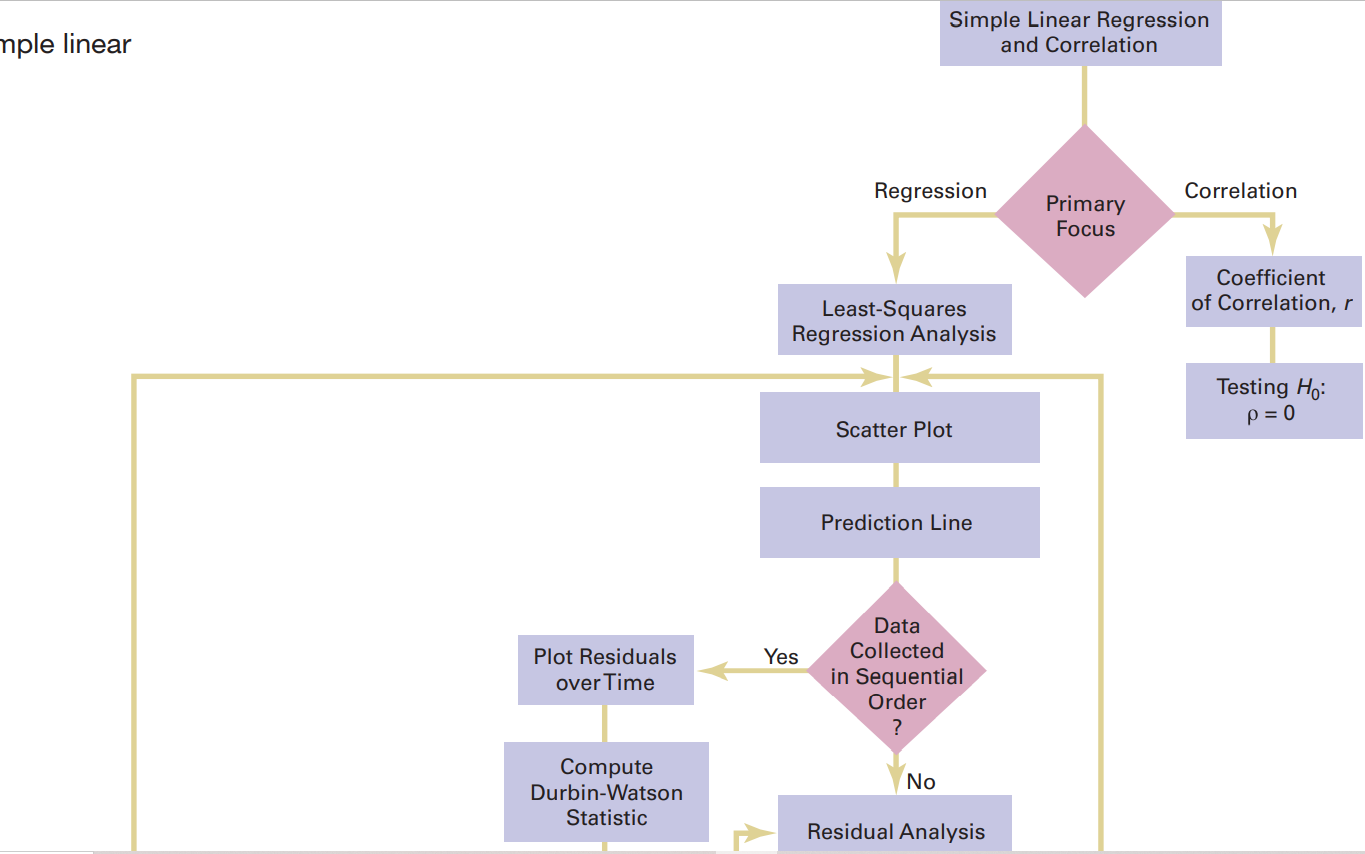 mple linear
Simple Linear Regression
and Correlation
Regression
Primary
Focus
Correlation
Coefficient
of Correlation, r
Testing H₀:
ρ = 0
Least-Squares
Regression Analysis
Scatter Plot
Prediction Line
Data
Collected
in Sequential
Order
?
Yes
Plot Residuals
over Time
Compute
Durbin-Watson
Statistic
No
Residual Analysis